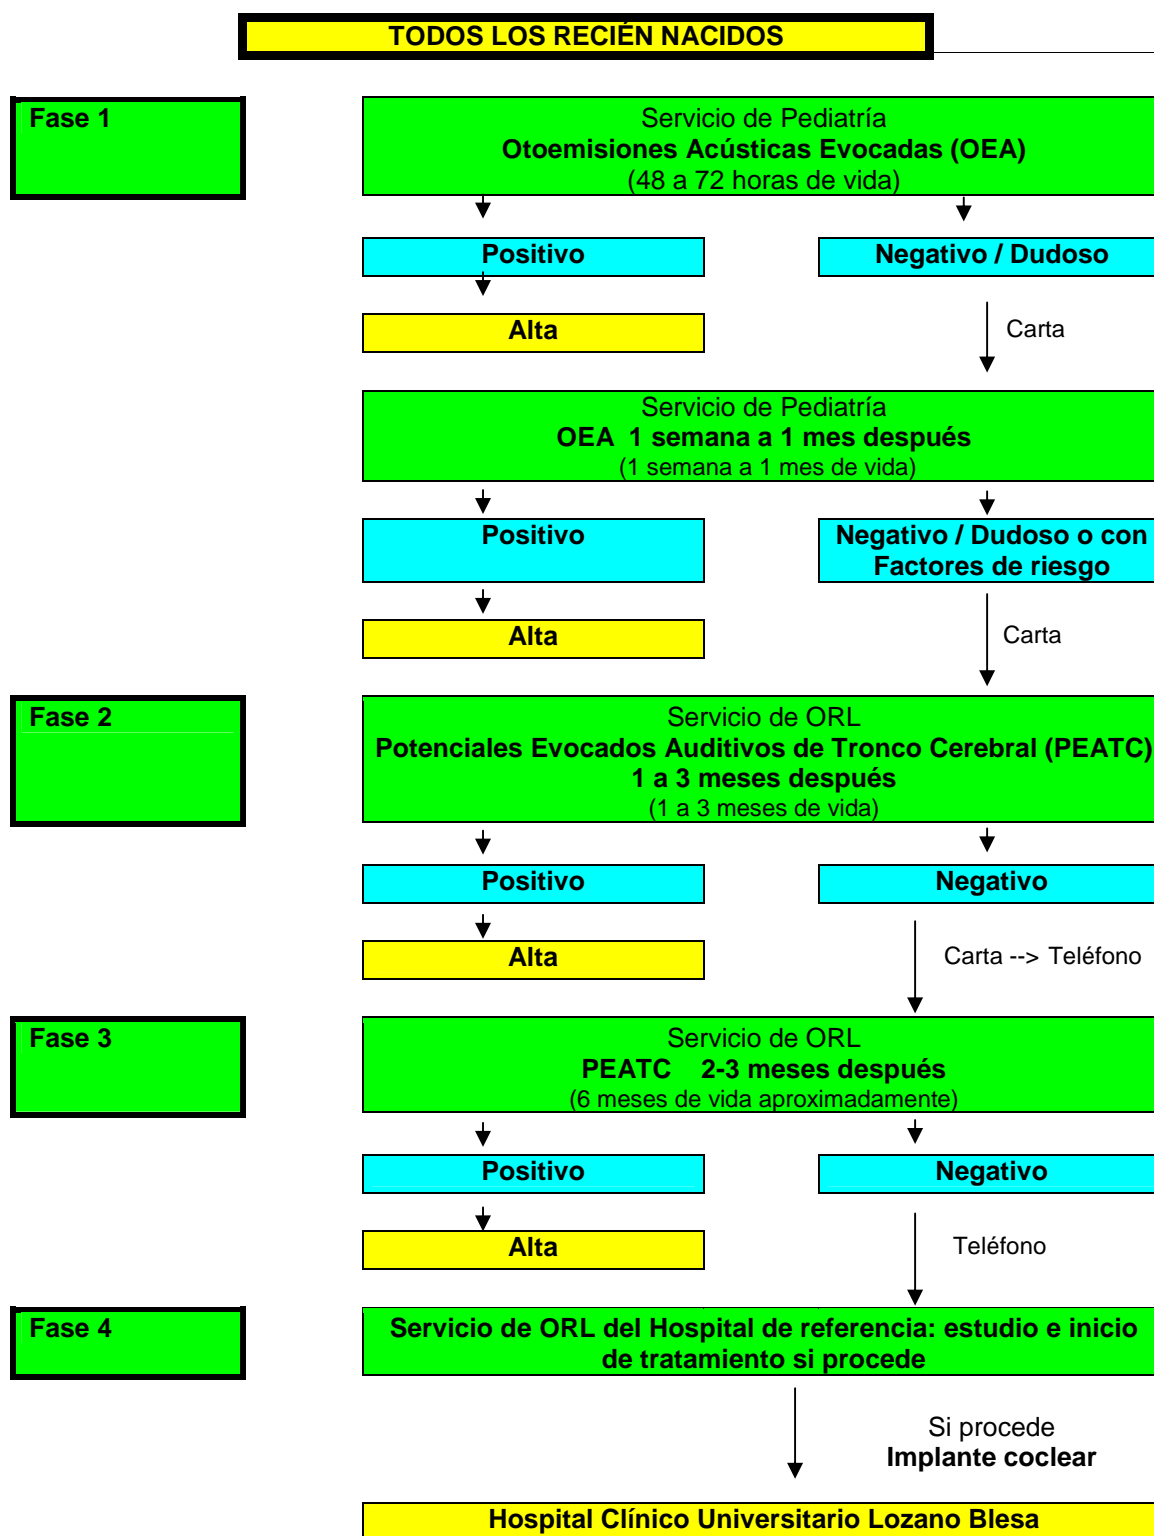 TODOS LOS RECIÉN NACIDOS
Fase 1
Servicio de Pediatría
Otoemisiones Acústicas Evocadas (OEA)
(48 a 72 horas de vida)
Positivo
Negativo / Dudoso
Alta
Carta
Servicio de Pediatría
OEA 1 semana a 1 mes después
(1 semana a 1 mes de vida)
Positivo
Negativo / Dudoso o con
Factores de riesgo
Alta
Carta
Fase 2
Servicio de ORL
Potenciales Evocados Auditivos de Tronco Cerebral (PEATC)
1 a 3 meses después
(1 a 3 meses de vida)
Positivo
Negativo
Alta
Carta --> Teléfono
Fase 3
Servicio de ORL
PEATC 2-3 meses después
(6 meses de vida aproximadamente)
Positivo
Negativo
Alta
Teléfono
Fase 4
Servicio de ORL del Hospital de referencia: estudio e inicio
de tratamiento si procede
Si procede
Implante coclear
Hospital Clínico Universitario Lozano Blesa